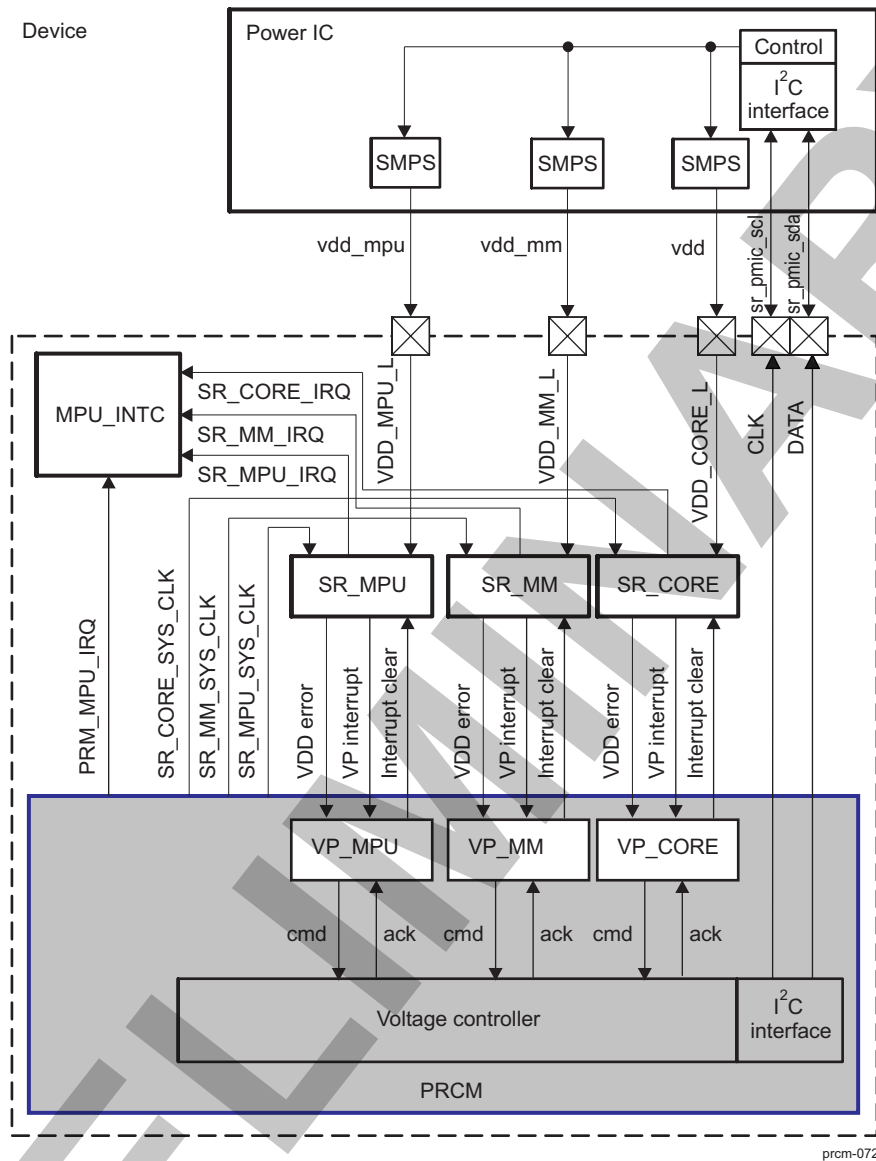 Device
Power IC
Control
I²C
interface
SMPS
SMPS
SMPS
vdd_mpu
vdd_mm
vdd
sr_pmic_scl
sr_pmic_sda
MPU_INTC
SR_CORE_IRQ
SR_MM_IRQ
SR_MPU_IRQ
VDD_MPU_L
VDD_MM_L
VDD_CORE_L
CLK
DATA
SR_MPU
SR_MM
SR_CORE
PRM_MPU_IRQ
SR_CORE_SYS_CLK
SR_MM_SYS_CLK
SR_MPU_SYS_CLK
VDD error
VP interrupt
Interrupt clear
VDD error
VP interrupt
Interrupt clear
VDD error
VP interrupt
Interrupt clear
VP_MPU
VP_MM
VP_CORE
cmd
ack
cmd
ack
cmd
ack
Voltage controller
I²C
interface
PRCM
prcm-072